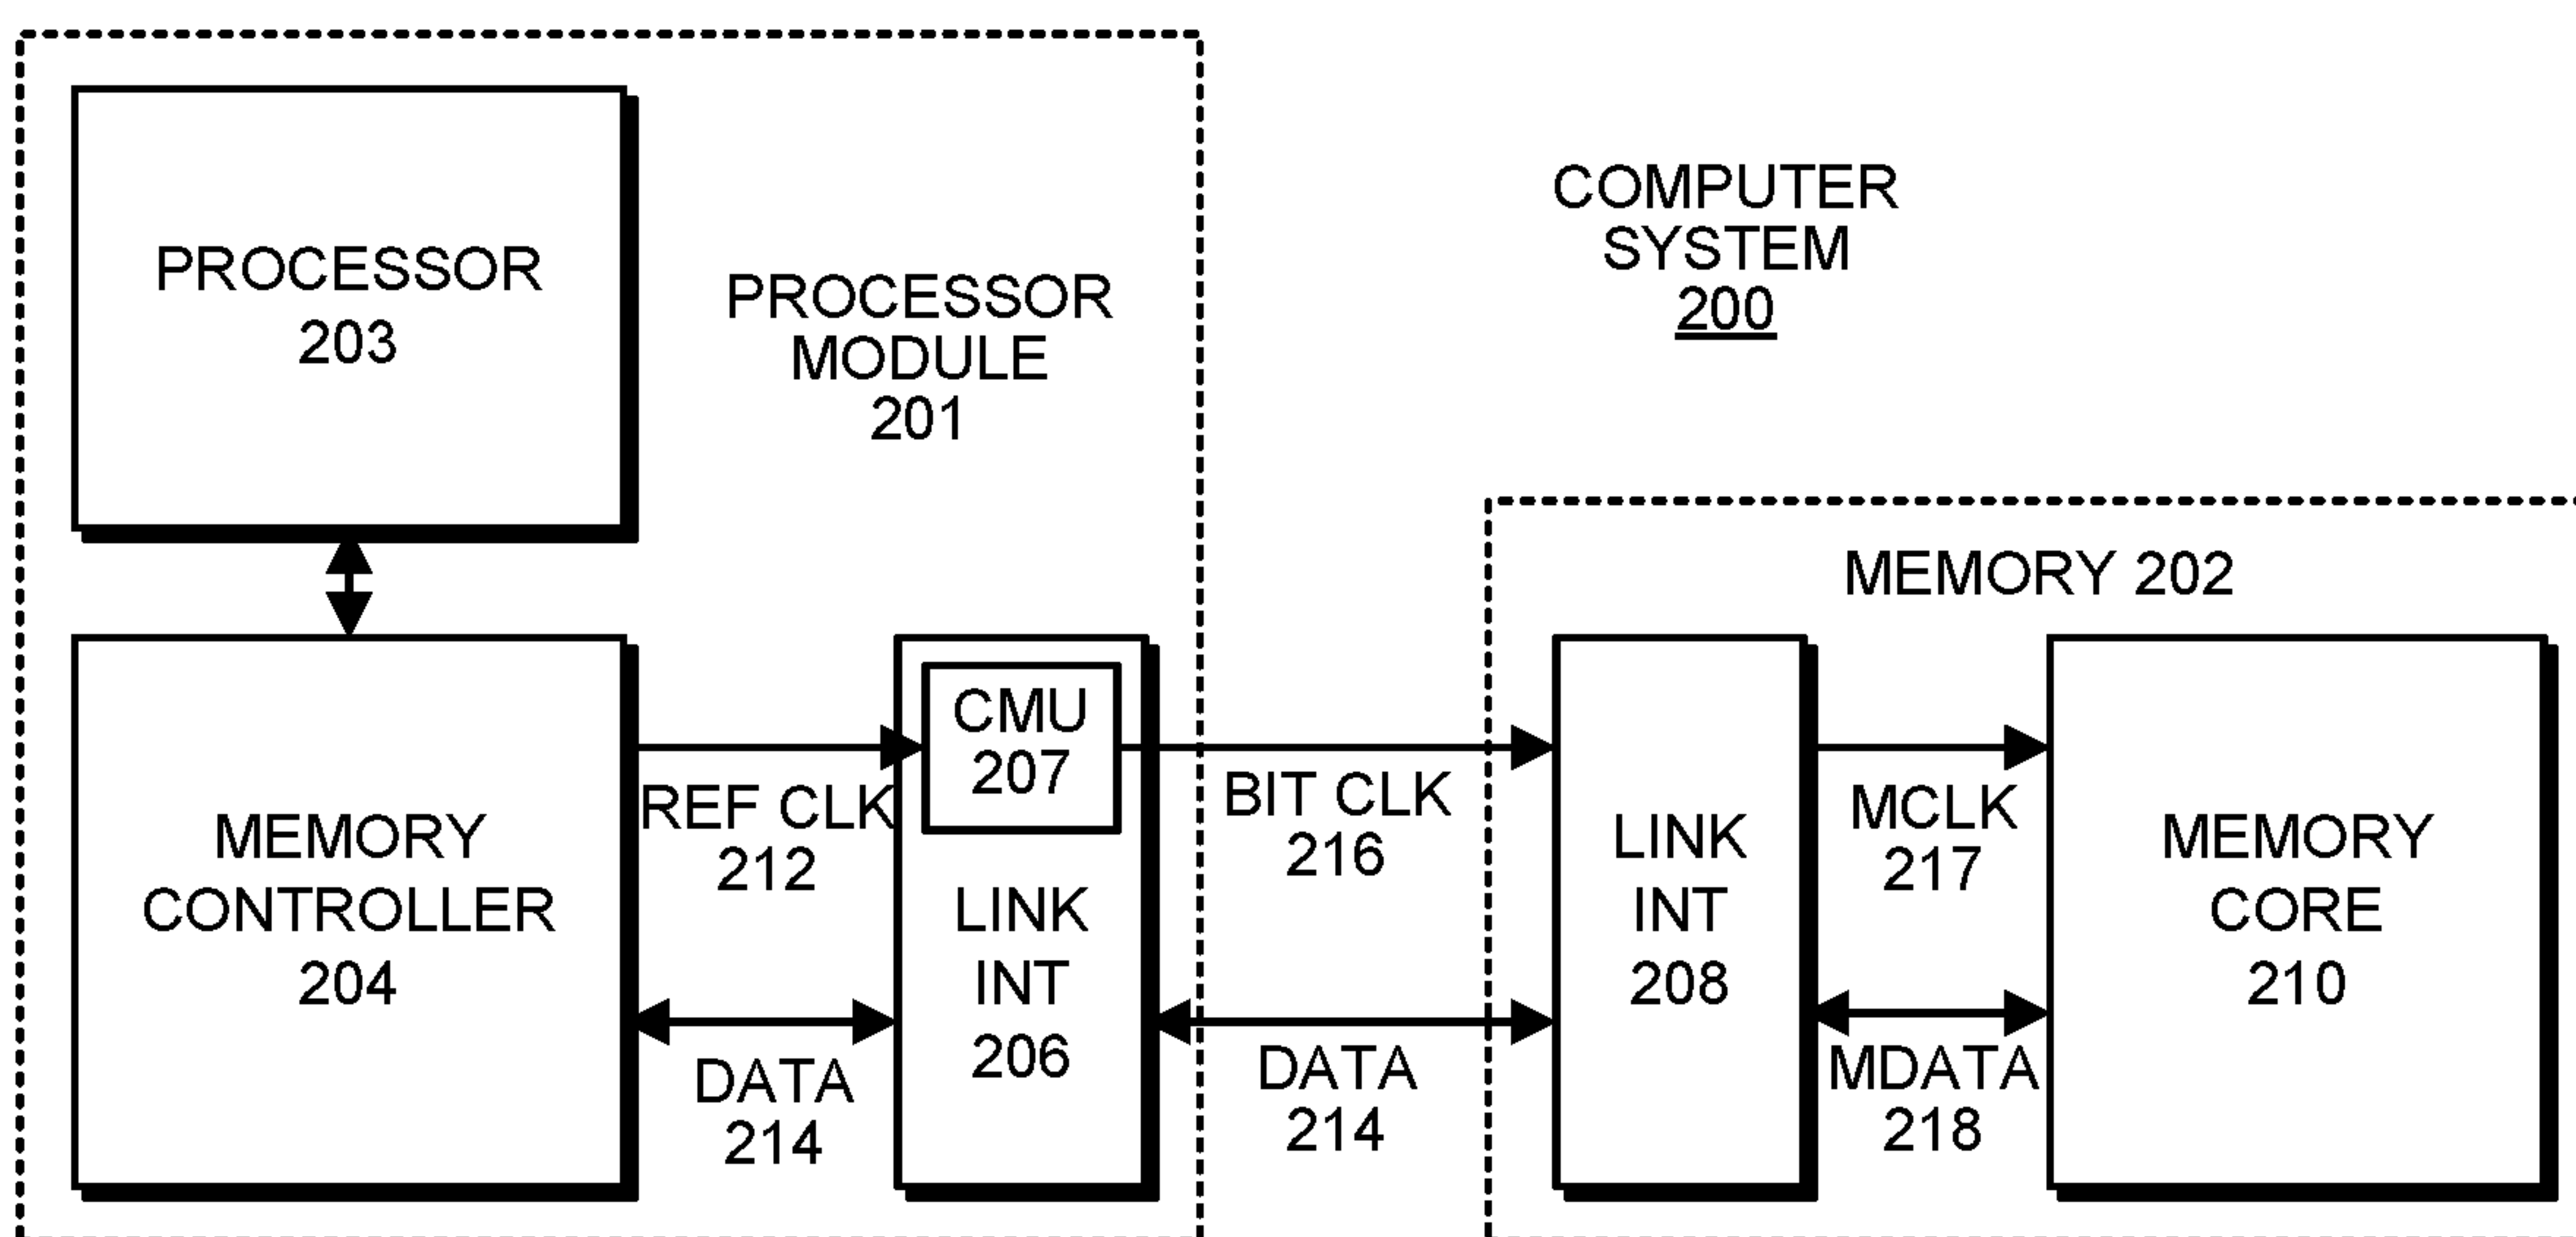 PROCESSOR
203
PROCESSOR
MODULE
201
COMPUTER
SYSTEM
200
MEMORY 202
MEMORY
CONTROLLER
204
REF CLK
212
DATA
214
CMU
207
LINK
INT
206
BIT CLK
216
DATA
214
LINK
INT
208
MCLK
217
MDATA
218
MEMORY
CORE
210